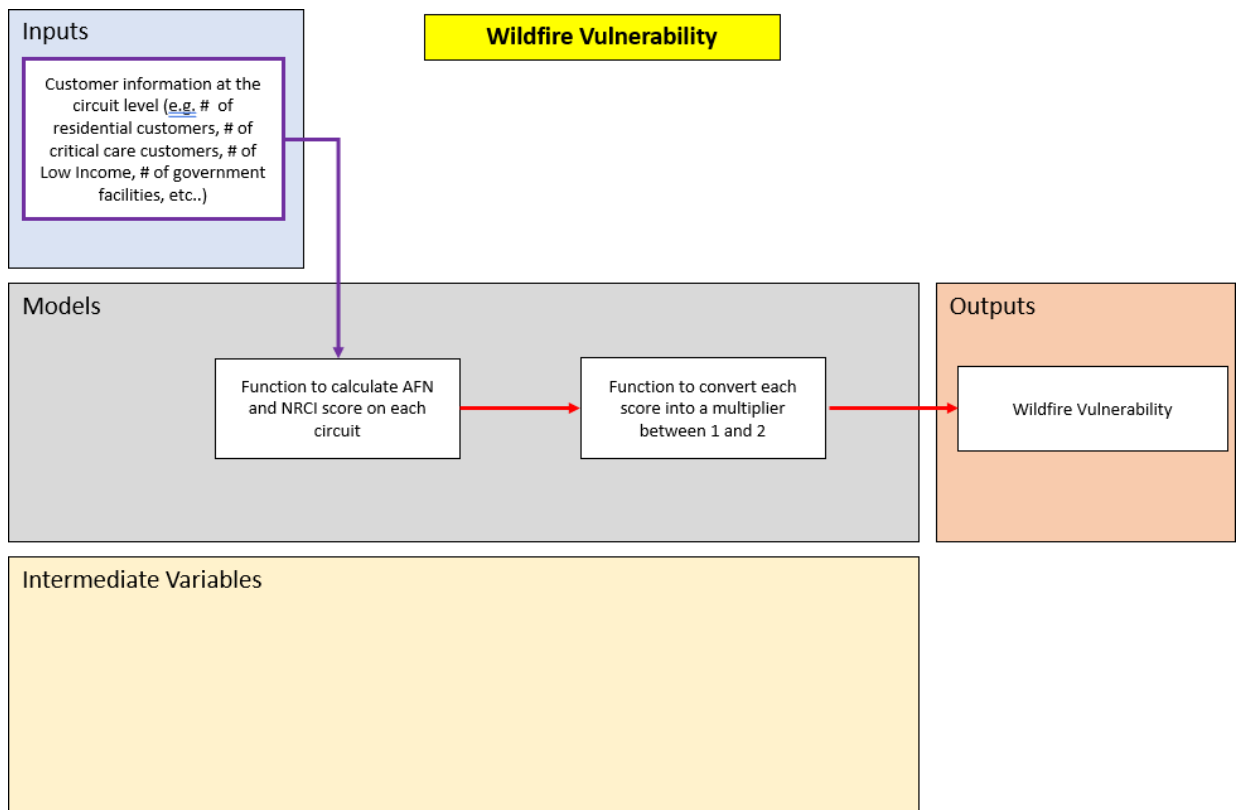 Inputs
Wildfire Vulnerability
Customer information at the
circuit level (e.g. # of
residential customers, # of
critical care customers, # of
Low Income, # of government
facilities, etc..)
Models
Function to calculate AFN
and NRCI score on each
circuit
Function to convert each
score into a multiplier
between 1 and 2
Outputs
Wildfire Vulnerability
Intermediate Variables